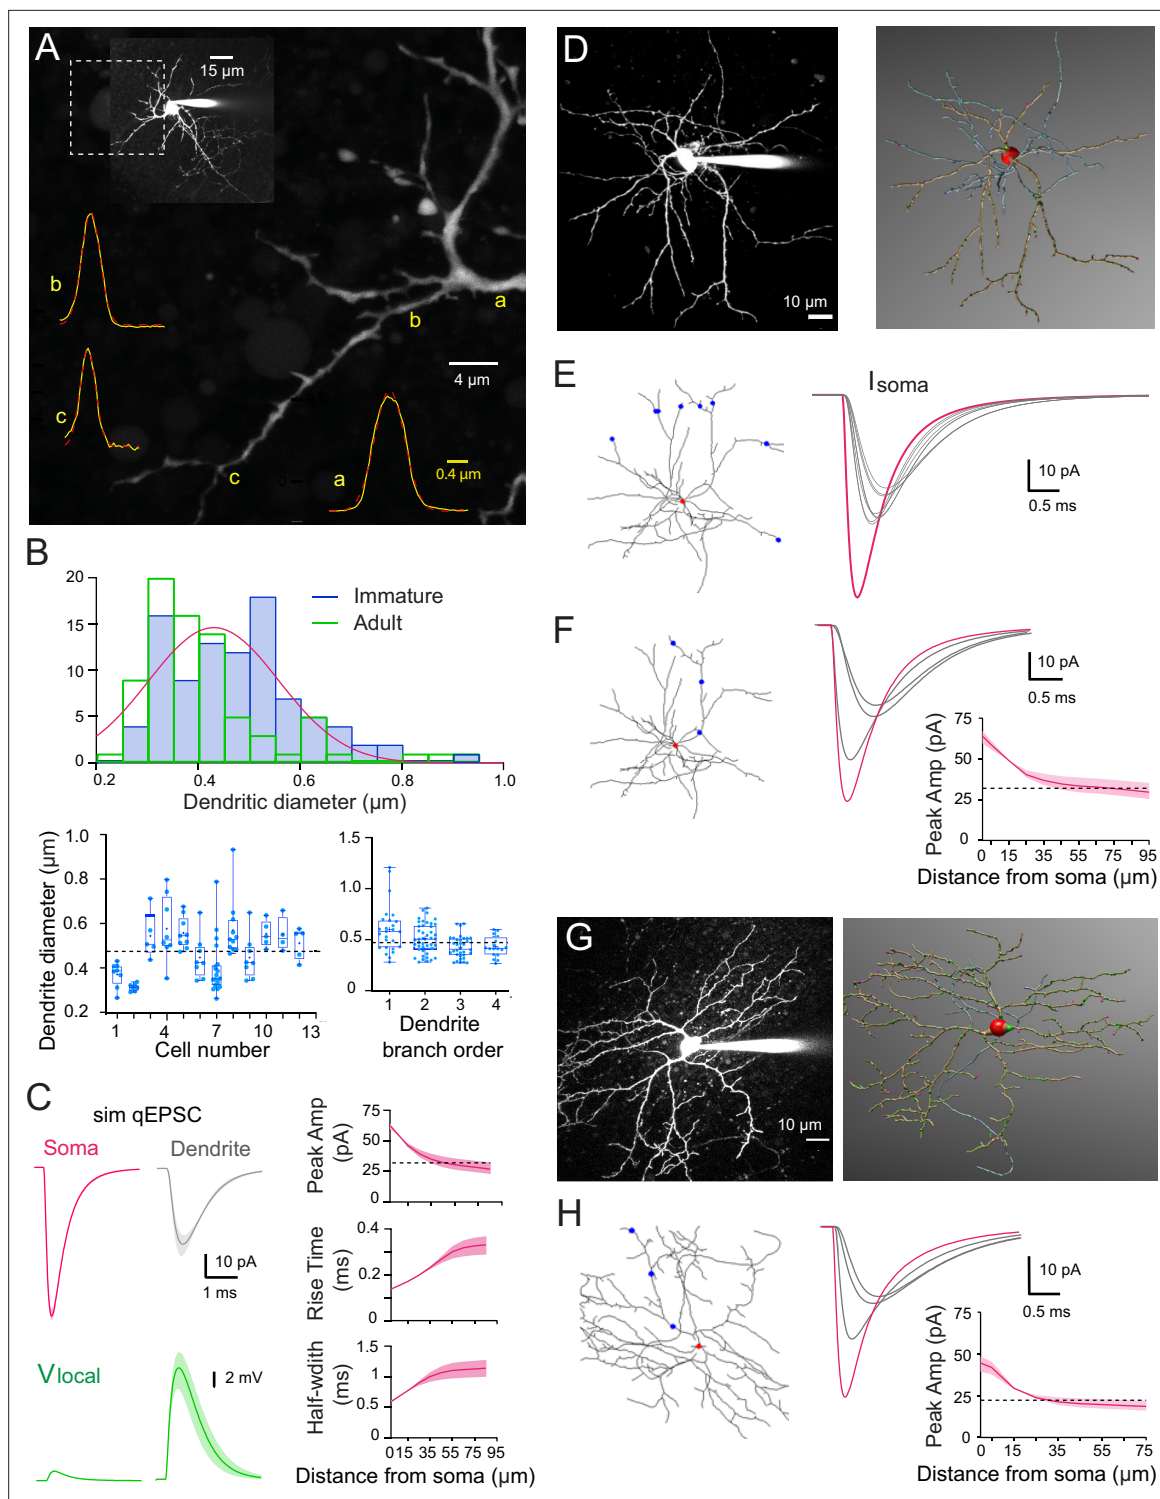 A
15 µm
b
a
b
4 µm
c
c
a
0.4 µm
B
20
15
10
5
0
Immature
Adult
0.2
0.4
0.6
0.8
1.0
Dendritic diameter (µm)
Dendrite diameter (µm)
1.0
0.8
0.6
0.4
0.2
1
4
7
10
13
Cell number
1.5
1.0
0.5
0
1
2
3
4
Dendrite
branch order
C
sim qEPSC
Soma
Dendrite
10 pA
1 ms
Vlocal
2 mV
Peak Amp
(pA)
75
50
25
0
Rise Time
(ms)
0.4
0.2
0
Half-wdith
(ms)
1.5
1
0.5
0
0
15
35
55
75
95
Distance from soma (µm)
D
10 µm
E
Isoma
10 pA
0.5 ms
F
10 pA
0.5 ms
Peak Amp (pA)
75
50
25
0
0
15
35
55
75
95
Distance from soma (µm)
G
10 µm
H
10 pA
0.5 ms
Peak Amp (pA)
75
50
25
0
0
15
35
55
75
Distance from soma (µm)